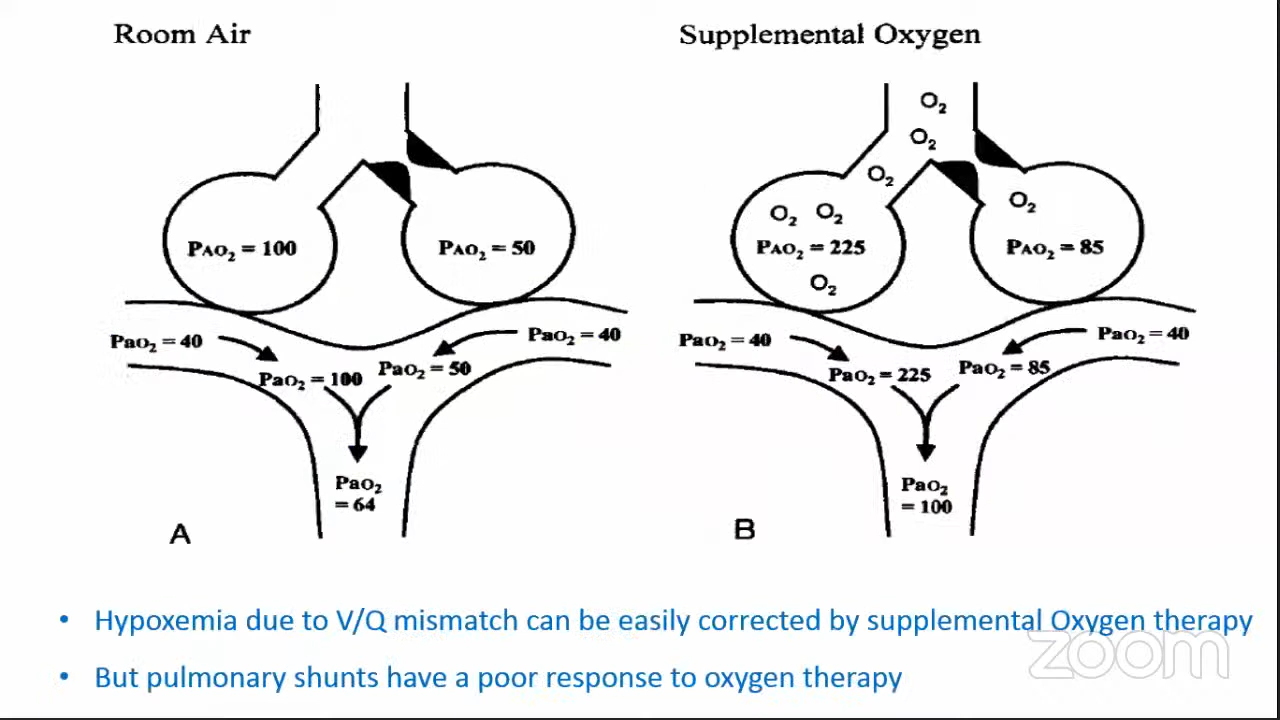 Room Air
Supplemental Oxygen
O2
O2
O2
O2 O2
O2
O2
PAO2 = 100
PAO2 = 50
PAO2 = 225
PAO2 = 85
PaO2 = 40
PaO2 = 40
PaO2 = 40
PaO2 = 40
PaO2 = 100
PaO2 = 50
PaO2 = 225
PaO2 = 85
PaO2
= 64
PaO2
= 100
A
B
• Hypoxemia due to V/Q mismatch can be easily corrected by supplemental Oxygen therapy
• But pulmonary shunts have a poor response to oxygen therapy
zoom